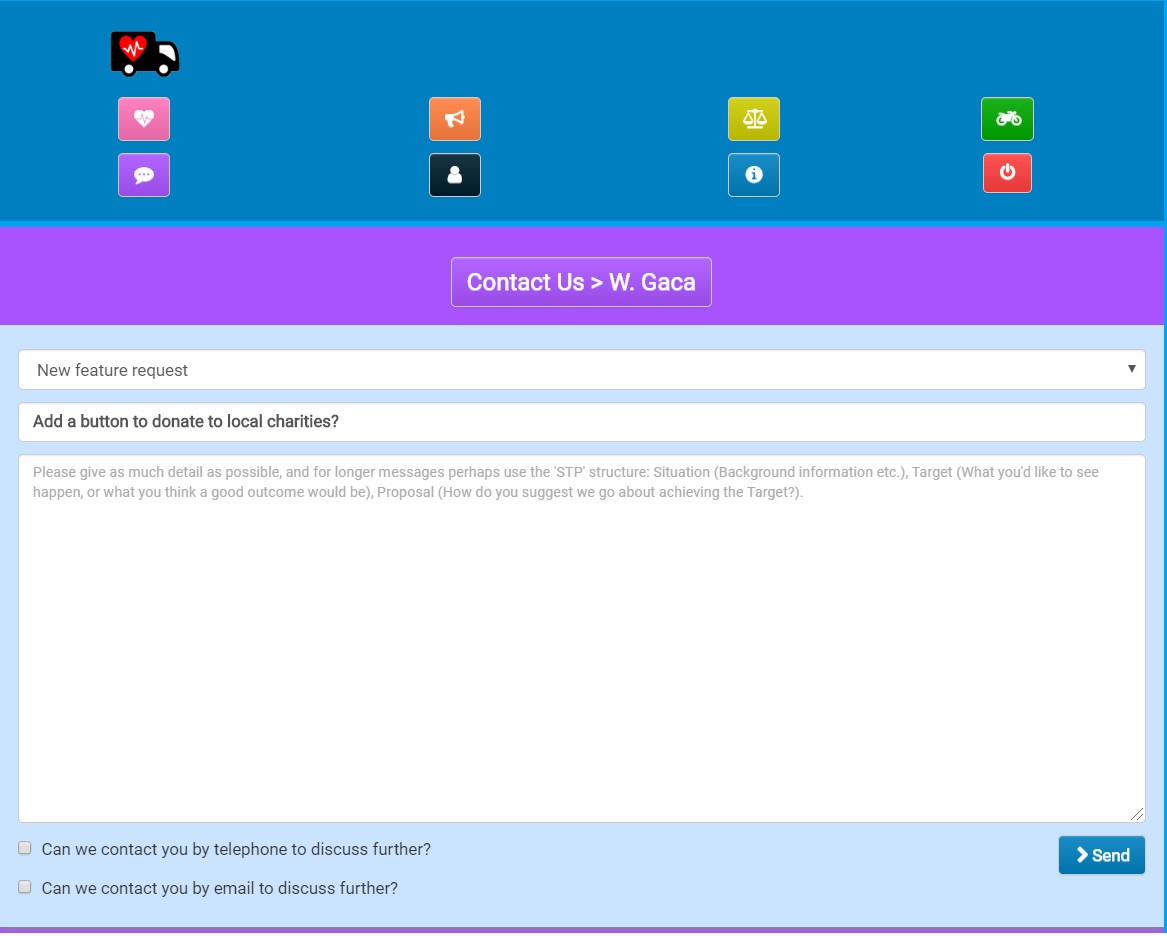 Contact Us > W. Gaca
New feature request
Add a button to donate to local charities?
Please give as much detail as possible, and for longer messages perhaps use the 'STP' structure: Situation (Background information etc.), Target (What you'd like to see
happen, or what you think a good outcome would be), Proposal (How do you suggest we go about achieving the Target?).
Can we contact you by telephone to discuss further?
Send
Can we contact you by email to discuss further?